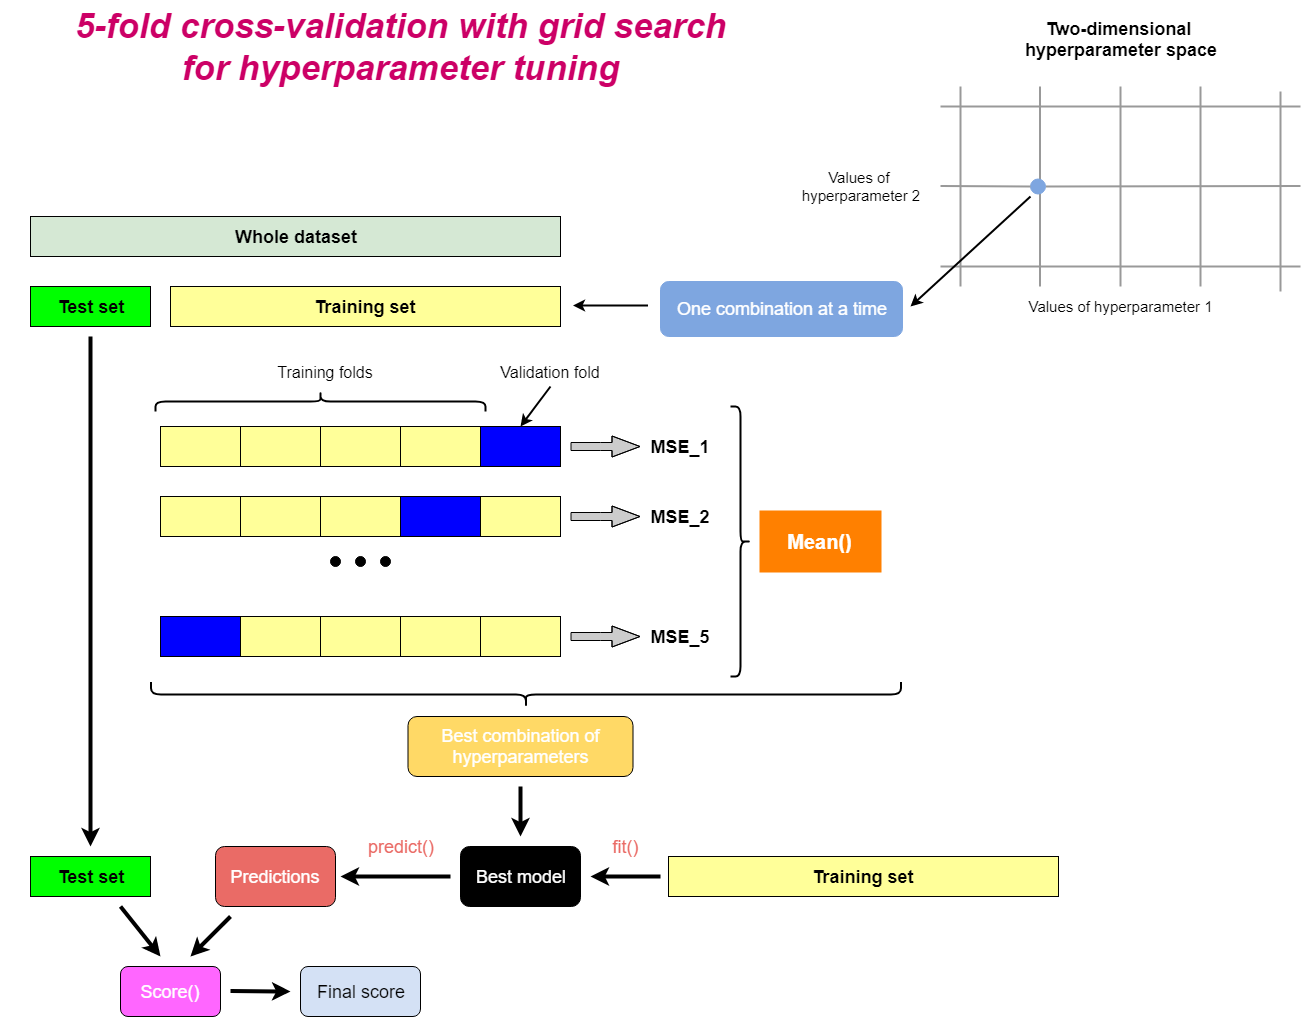 5-fold cross-validation with grid search
for hyperparameter tuning
Two-dimensional
hyperparameter space
Values of
hyperparameter 2
Values of hyperparameter 1
Whole dataset
Test set
Training set
One combination at a time
Training folds
Validation fold
MSE_1
MSE_2
MSE_5
Mean()
Best combination of
hyperparameters
Test set
Predictions
predict()
Best model
fit()
Training set
Score()
Final score